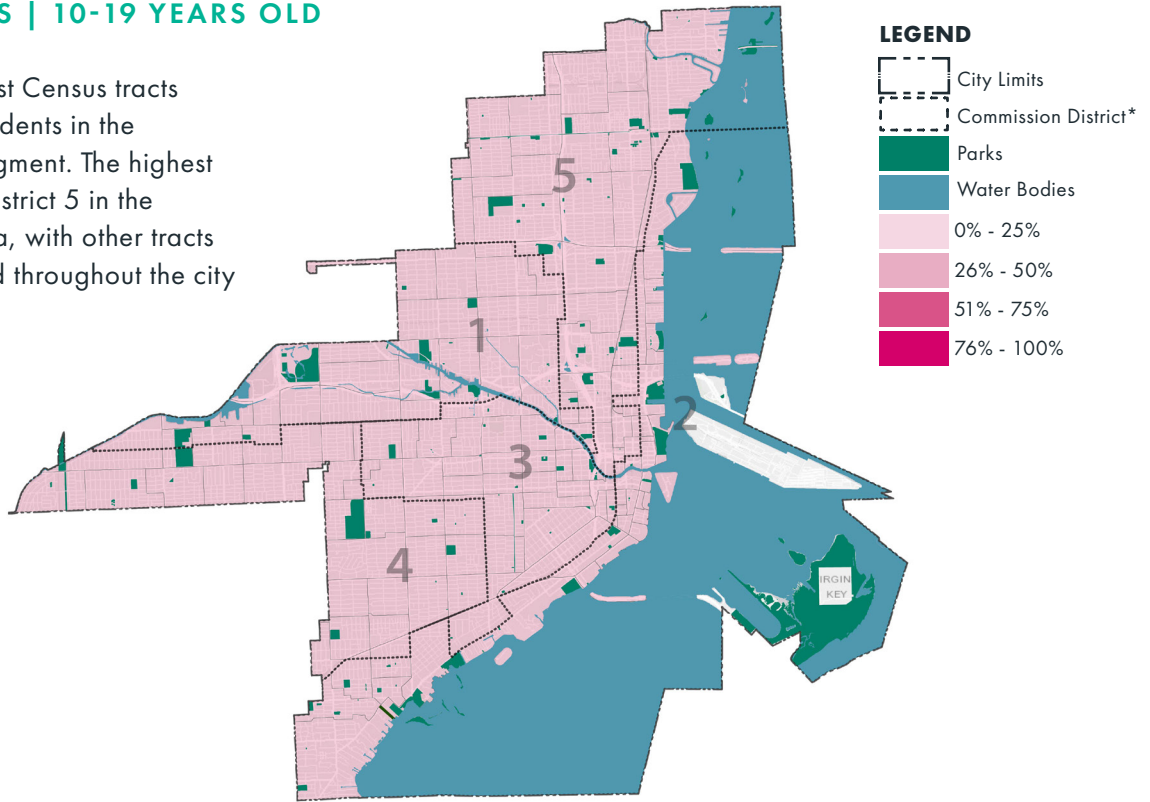 S | 10-19 YEARS OLD
st Census tracts
dents in the
gment. The highest
strict 5 in the
a, with other tracts
d throughout the city
LEGEND
City Limits
Commission District*
Parks
Water Bodies
0% - 25%
26% - 50%
51% - 75%
76% - 100%
5
1
2
3
4
IRGIN
KEY